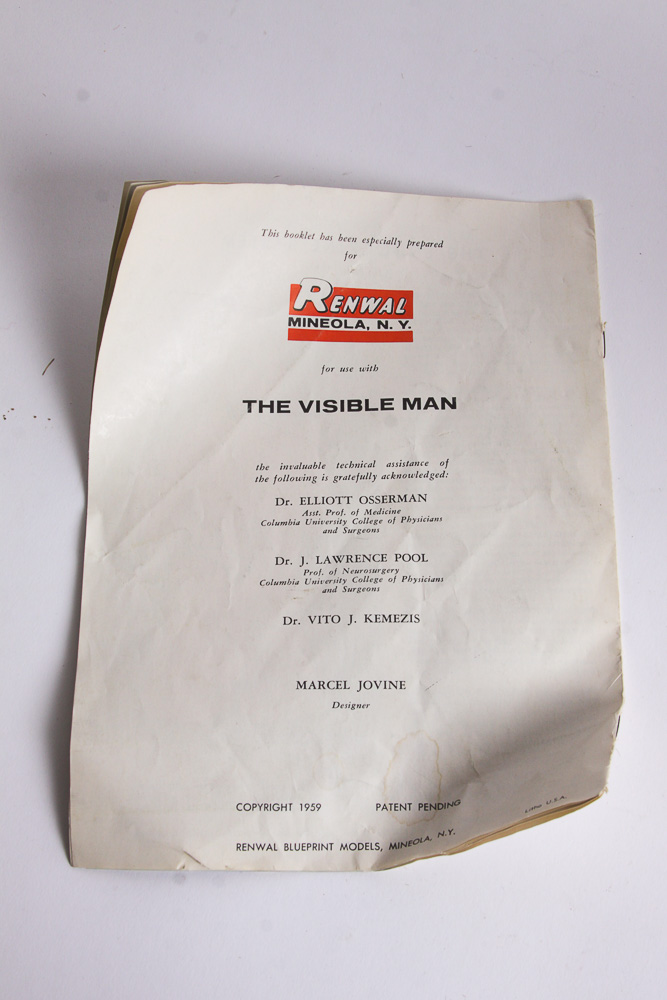 This booklet has been especially prepared
for
RENWAL
MINEOLA, N. Y.
for use with
THE VISIBLE MAN
the invaluable technical assistance of
the following is gratefully acknowledged:
Dr. ELLIOTT OSSERMAN
Asst. Prof. of Medicine
Columbia University College of Physicians
and Surgeons
Dr. J. LAWRENCE POOL
Prof. of Neurosurgery
Columbia University College of Physicians
and Surgeons
Dr. VITO J. KEMEZIS
MARCEL JOVINE
Designer
COPYRIGHT 1959 PATENT PENDING Litho U.S.A.
RENWAL BLUEPRINT MODELS, MINEOLA, N.Y.